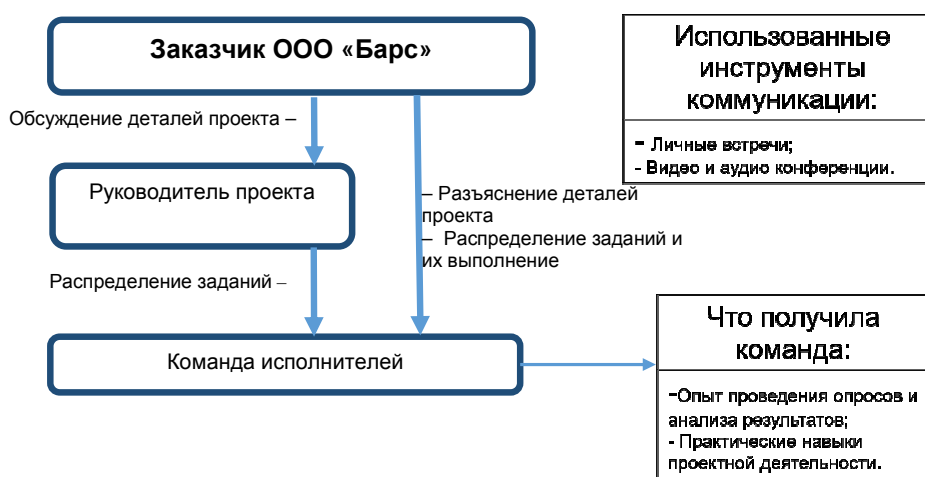 Заказчик ООО «Барс»
Обсуждение деталей проекта –
Руководитель проекта
– Разъяснение деталей
проекта
– Распределение заданий и
их выполнение
Распределение заданий –
Команда исполнителей
Использованные
инструменты
коммуникации:
- Личные встречи;
- Видео и аудио конференции.
Что получила
команда:
-Опыт проведения опросов и
анализа результатов;
- Практические навыки
проектной деятельности.